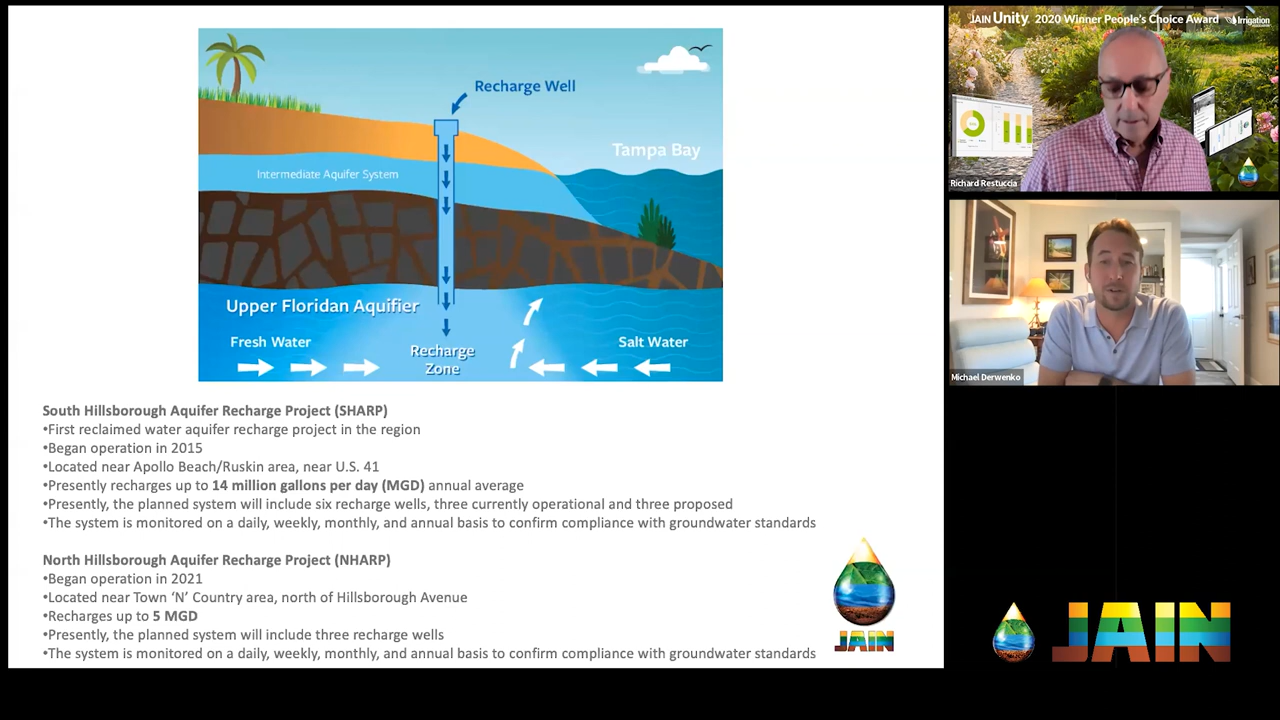 Recharge Well
Tampa Bay
Intermediate Aquifer System
Upper Floridan Aquifier
Fresh Water
Recharge
Zone
Salt Water
South Hillsborough Aquifer Recharge Project (SHARP)
•First reclaimed water aquifer recharge project in the region
•Began operation in 2015
•Located near Apollo Beach/Ruskin area, near U.S. 41
•Presently recharges up to 14 million gallons per day (MGD) annual average
•Presently, the planned system will include six recharge wells, three currently operational and three proposed
•The system is monitored on a daily, weekly, monthly, and annual basis to confirm compliance with groundwater standards
North Hillsborough Aquifer Recharge Project (NHARP)
•Began operation in 2021
•Located near Town ‘N’ Country area, north of Hillsborough Avenue
•Recharges up to 5 MGD
•Presently, the planned system will include three recharge wells
•The system is monitored on a daily, weekly, monthly, and annual basis to confirm compliance with groundwater standards
JAIN
JAIN Unity 2020 Winner People's Choice Award
Irrigation
Richard Restuccia
Michael Derwenko
JAIN